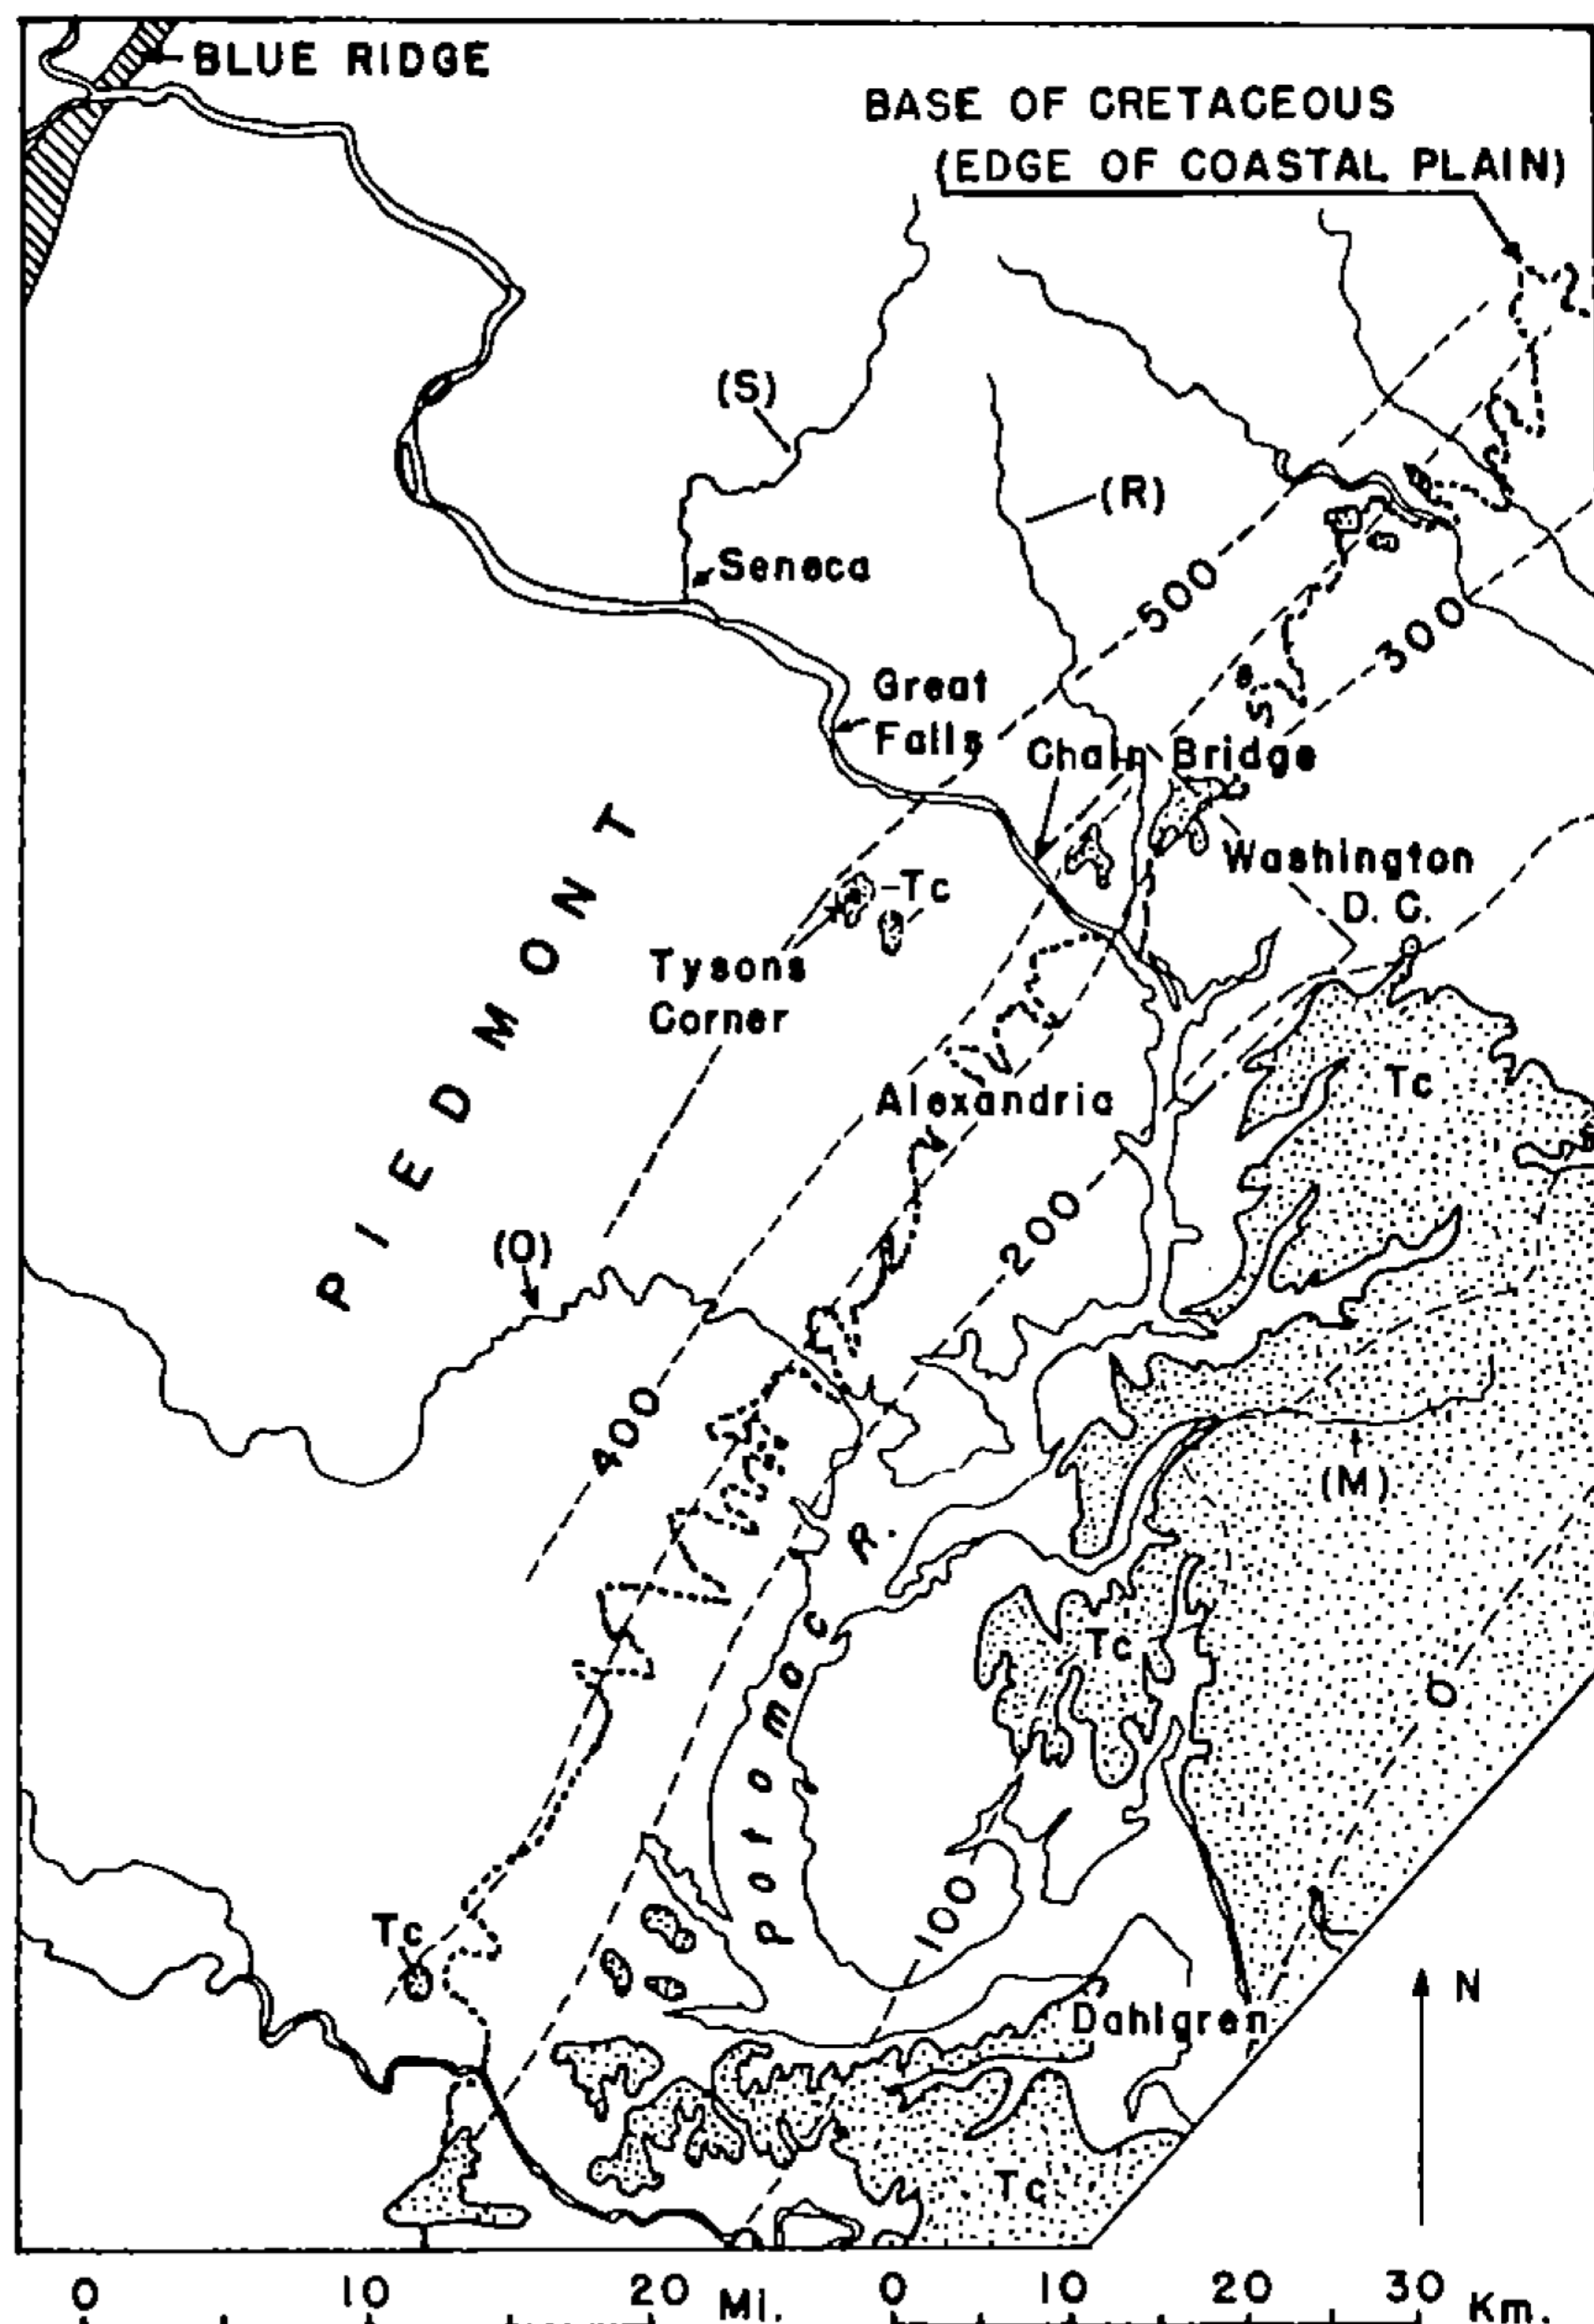 BLUE RIDGE
BASE OF CRETACEOUS
(EDGE OF COASTAL PLAIN)
(S)
(R)
Seneca
500
300
Great
Falls
Chain Bridge
Washington
D. C.
Tc
Tysons
Corner
PIEDMONT
Tc
Alexandria
200
(O)
400
(M)
Potomac R.
Tc
0
100
Tc
N
Dahlgren
Tc
0 10 20 Mi. 0 10 20 30 Km.